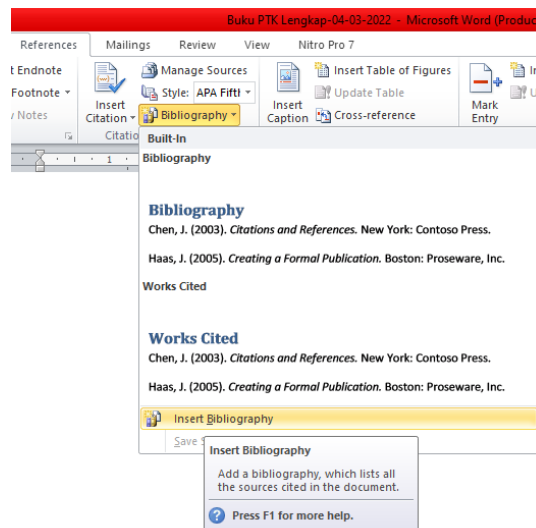 Buku PTK Lengkap-04-03-2022 - Microsoft Word (Produc
References Mailings Review View Nitro Pro 7
t Endnote
Footnote
Notes
Insert Citation
Citatio
Manage Sources
Style: APA Fift
Bibliography
Insert Caption
Insert Table of Figures
Update Table
Cross-reference
Mark Entry
In
U
1
Built-In
Bibliography
Bibliography
Chen, J. (2003). Citations and References. New York: Contoso Press.
Haas, J. (2005). Creating a Formal Publication. Boston: Proseware, Inc.
Works Cited
Works Cited
Chen, J. (2003). Citations and References. New York: Contoso Press.
Haas, J. (2005). Creating a Formal Publication. Boston: Proseware, Inc.
Insert Bibliography
Save S
Insert Bibliography
Add a bibliography, which lists all
the sources cited in the document.
Press F1 for more help.